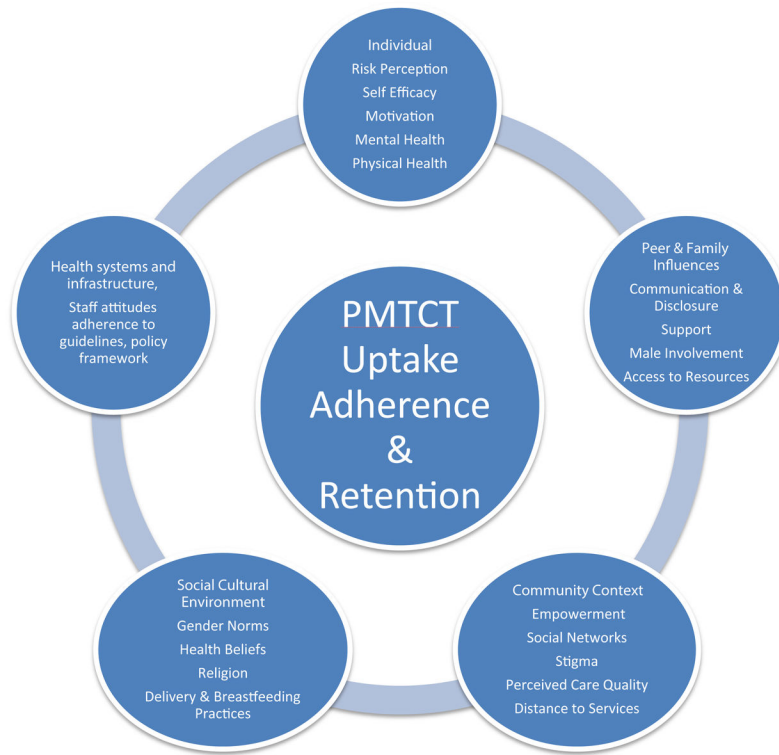 Individual
Risk Perception
Self Efficacy
Motivation
Mental Health
Physical Health
Peer & Family
Influences
Communication &
Disclosure
Support
Male Involvement
Access to Resources
Health systems and
infrastructure,
Staff attitudes
adherence to
guidelines, policy
framework
PMTCT
Uptake
Adherence
&
Retention
Social Cultural
Environment
Gender Norms
Health Beliefs
Religion
Delivery & Breastfeeding
Practices
Community Context
Empowerment
Social Networks
Stigma
Perceived Care Quality
Distance to Services